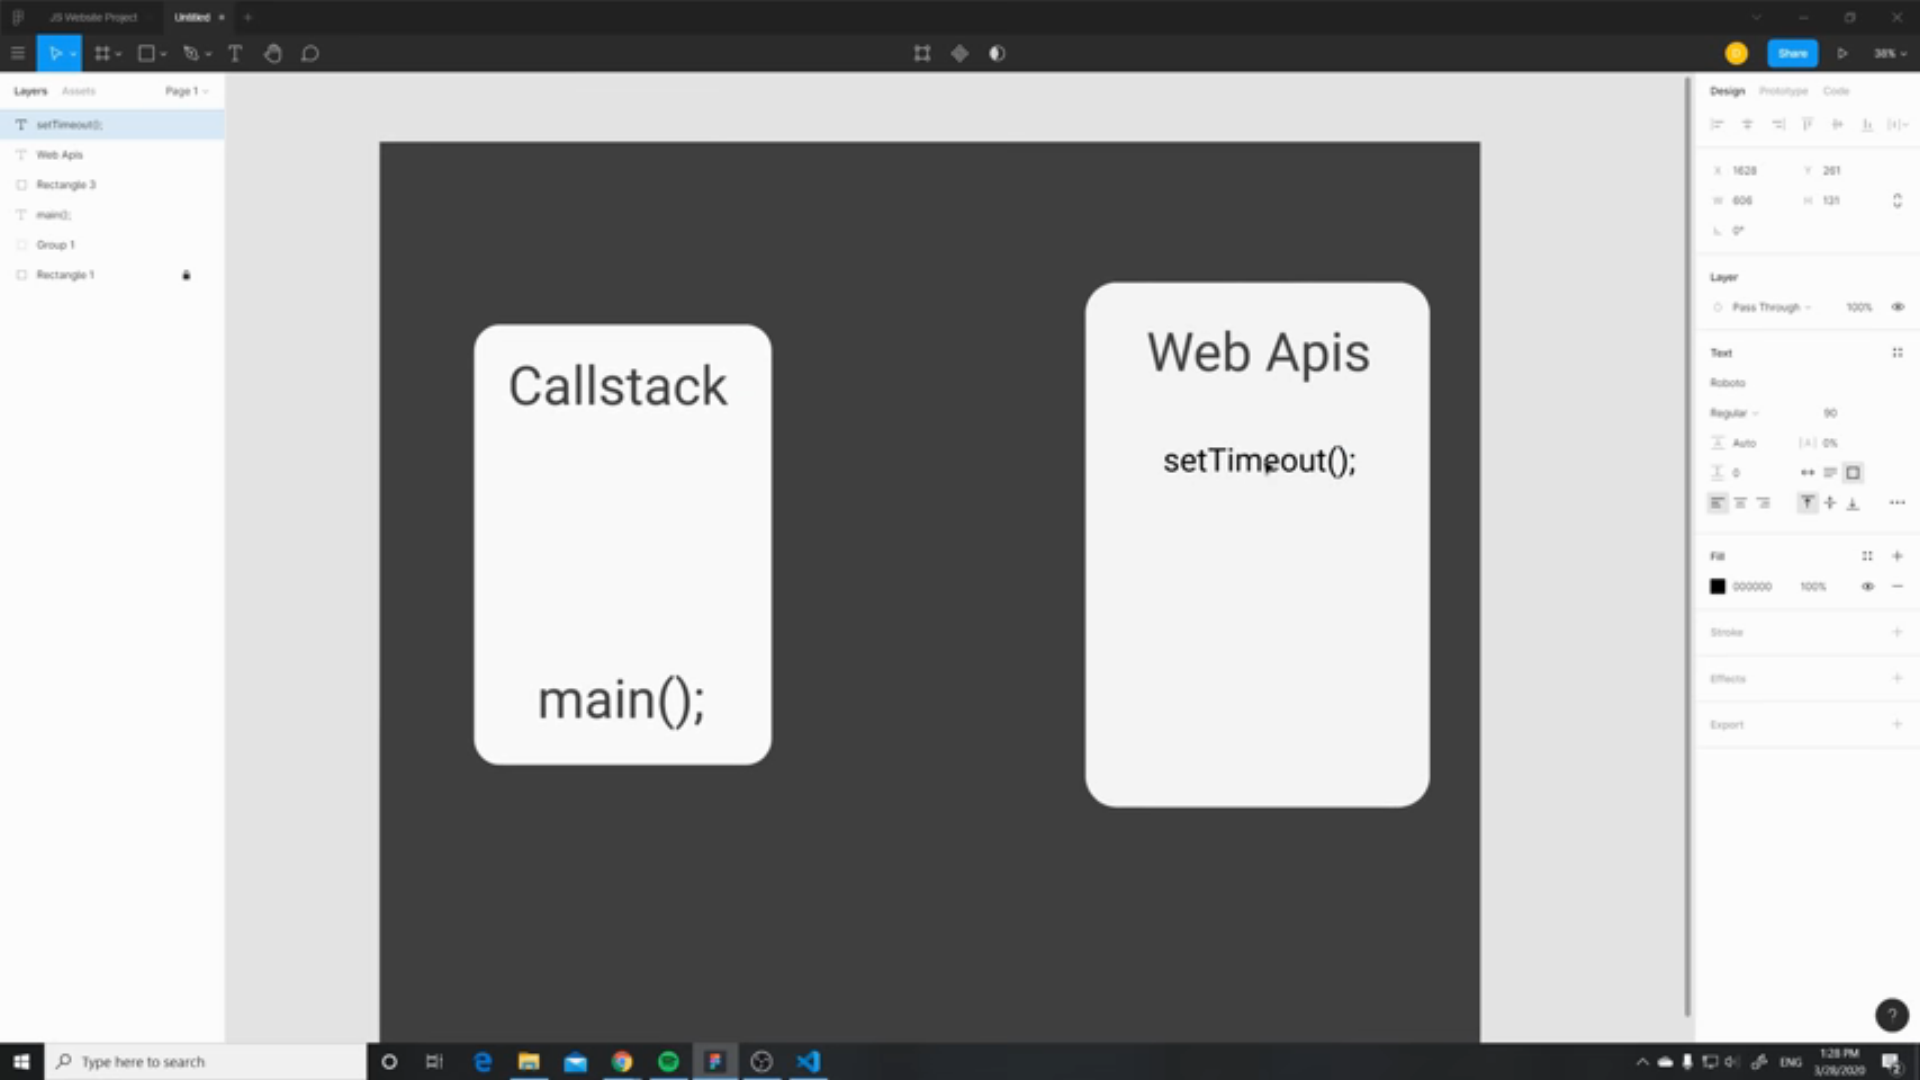 JS Website Project
Untitled
Share
38%
Layers
Assets
Page 1
setTimeout();
Web Apis
Rectangle 3
main();
Group 1
Rectangle 1
Callstack
main();
Web Apis
setTimeout();
Design
Prototype
Code
X 1628
Y 261
W 606
H 131
0°
Layer
Pass Through
100%
Text
Roboto
Regular
90
Auto
0%
0
Fill
000000
100%
Stroke
Effects
Export
?
Type here to search
ENG
1:28 PM
3/28/2020